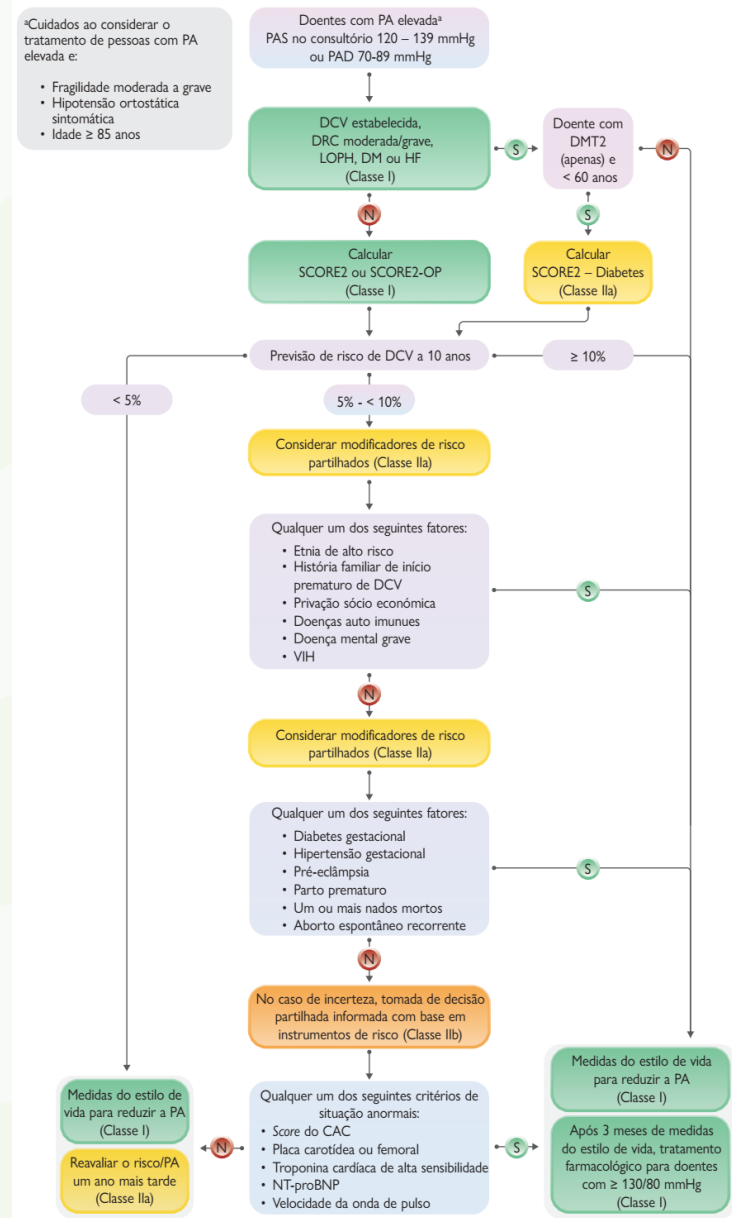 ᵃCuidados ao considerar o
tratamento de pessoas com PA
elevada e:
• Fragilidade moderada a grave
• Hipotensão ortostática
sintomática
• Idade ≥ 85 anos
Doentes com PA elevadaᵃ
PAS no consultório 120 – 139 mmHg
ou PAD 70-89 mmHg
DCV estabelecida,
DRC moderada/grave,
LOPH, DM ou HF
(Classe I)
S
Doente com
DMT2
(apenas) e
< 60 anos
N
N
S
Calcular
SCORE2 ou SCORE2-OP
(Classe I)
Calcular
SCORE2 – Diabetes
(Classe IIa)
Previsão de risco de DCV a 10 anos
≥ 10%
< 5%
5% - < 10%
Considerar modificadores de risco
partilhados (Classe IIa)
Qualquer um dos seguintes fatores:
• Etnia de alto risco
• História familiar de início
prematuro de DCV
• Privação sócio económica
• Doenças auto imunues
• Doença mental grave
• VIH
S
N
Considerar modificadores de risco
partilhados (Classe IIa)
Qualquer um dos seguintes fatores:
• Diabetes gestacional
• Hipertensão gestacional
• Pré-eclâmpsia
• Parto prematuro
• Um ou mais nados mortos
• Aborto espontâneo recorrente
S
N
No caso de incerteza, tomada de decisão
partilhada informada com base em
instrumentos de risco (Classe IIb)
Qualquer um dos seguintes critérios de
situação anormais:
• Score do CAC
• Placa carotídea ou femoral
• Troponina cardíaca de alta sensibilidade
• NT-proBNP
• Velocidade da onda de pulso
N
S
Medidas do estilo de
vida para reduzir a PA
(Classe I)
Reavaliar o risco/PA
um ano mais tarde
(Classe IIa)
Medidas do estilo de vida
para reduzir a PA
(Classe I)
Após 3 meses de medidas
do estilo de vida, tratamento
farmacológico para doentes
com ≥ 130/80 mmHg
(Classe I)